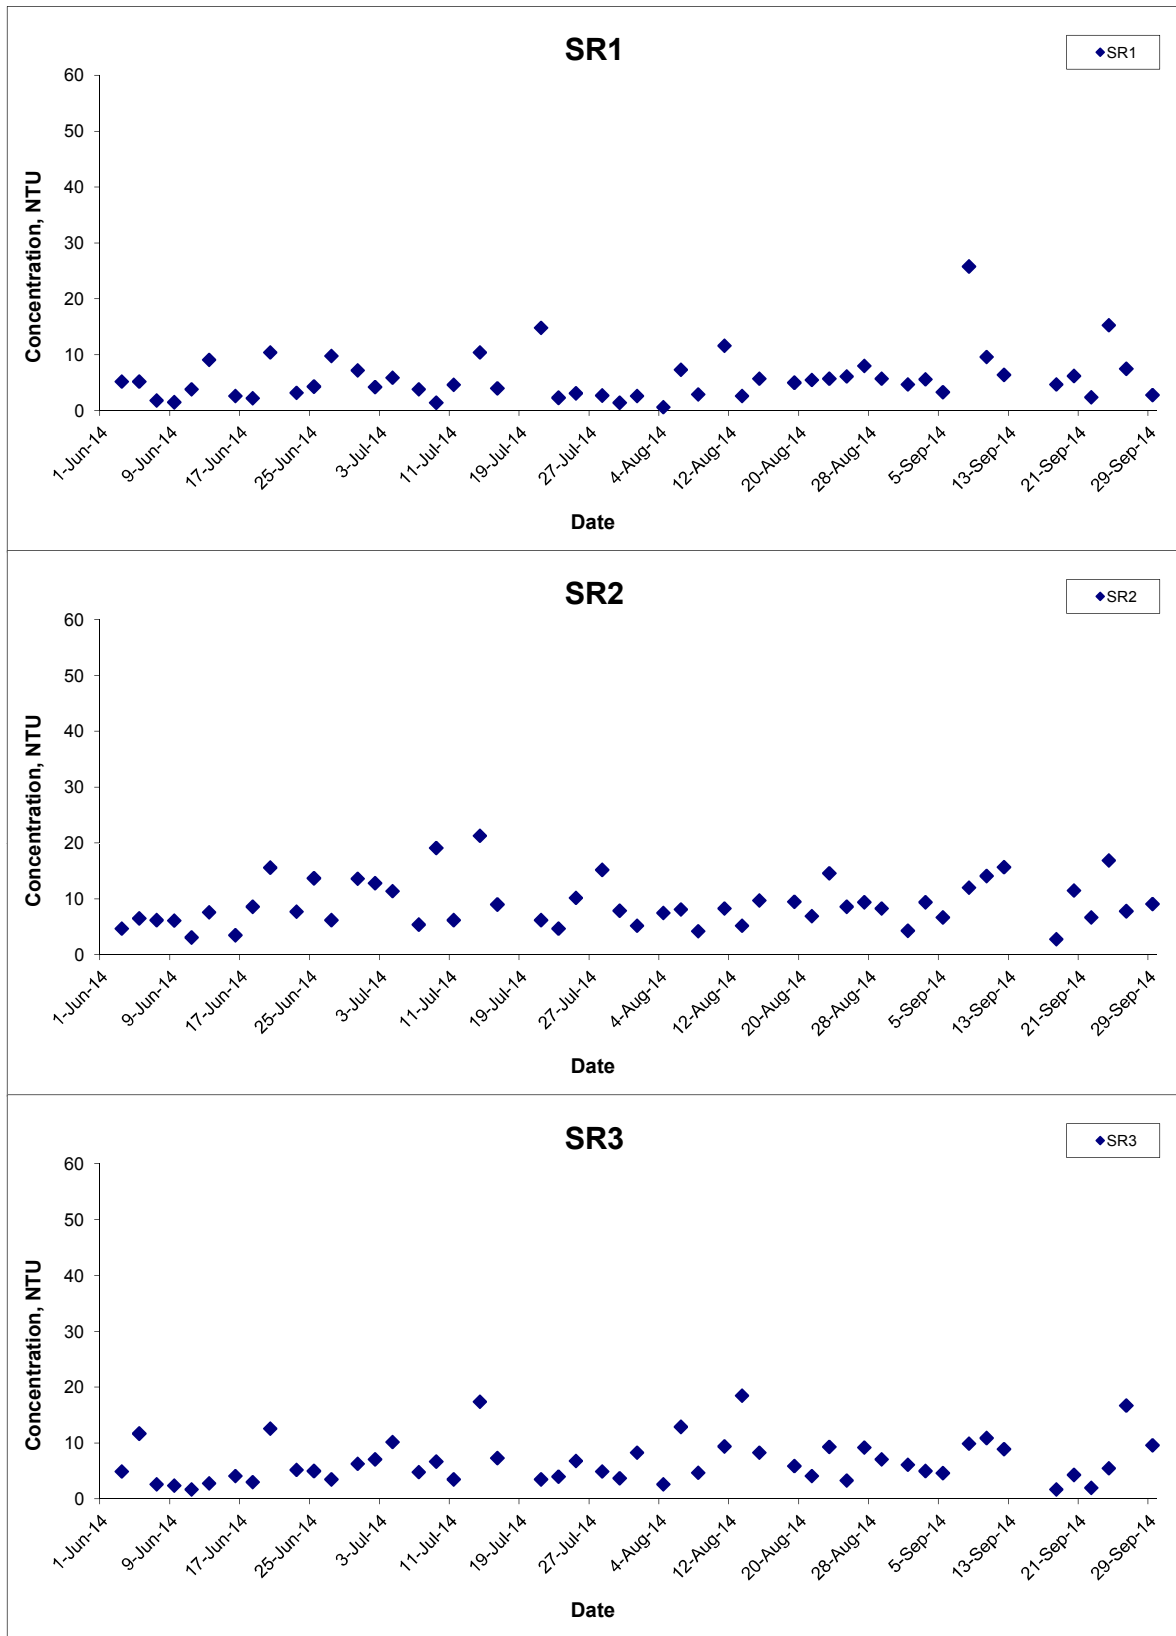 SR1
SR1
Concentration, NTU
60
50
40
30
20
10
0
1-Jun-14
9-Jun-14
17-Jun-14
25-Jun-14
3-Jul-14
11-Jul-14
19-Jul-14
27-Jul-14
4-Aug-14
12-Aug-14
20-Aug-14
28-Aug-14
5-Sep-14
13-Sep-14
21-Sep-14
29-Sep-14
Date
SR2
SR2
Concentration, NTU
60
50
40
30
20
10
0
1-Jun-14
9-Jun-14
17-Jun-14
25-Jun-14
3-Jul-14
11-Jul-14
19-Jul-14
27-Jul-14
4-Aug-14
12-Aug-14
20-Aug-14
28-Aug-14
5-Sep-14
13-Sep-14
21-Sep-14
29-Sep-14
Date
SR3
SR3
Concentration, NTU
60
50
40
30
20
10
0
1-Jun-14
9-Jun-14
17-Jun-14
25-Jun-14
3-Jul-14
11-Jul-14
19-Jul-14
27-Jul-14
4-Aug-14
12-Aug-14
20-Aug-14
28-Aug-14
5-Sep-14
13-Sep-14
21-Sep-14
29-Sep-14
Date